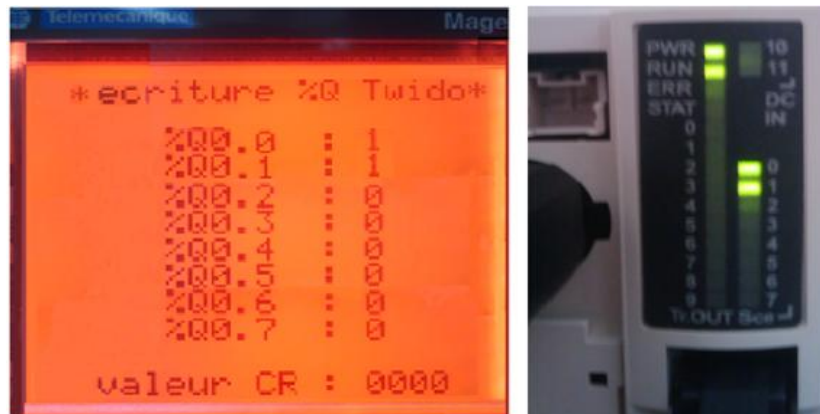 Telemecanique
Mage
*ecriture %Q Twido*
%Q0.0 : 1
%Q0.1 : 1
%Q0.2 : 0
%Q0.3 : 0
%Q0.4 : 0
%Q0.5 : 0
%Q0.6 : 0
%Q0.7 : 0
valeur CR : 0000
PWR 10
RUN 11
ERR
STAT DC
IN
0
1
2 0
3 1
4 2
5 3
6 4
7 5
8 6
9 7
Tr.OUT Sce